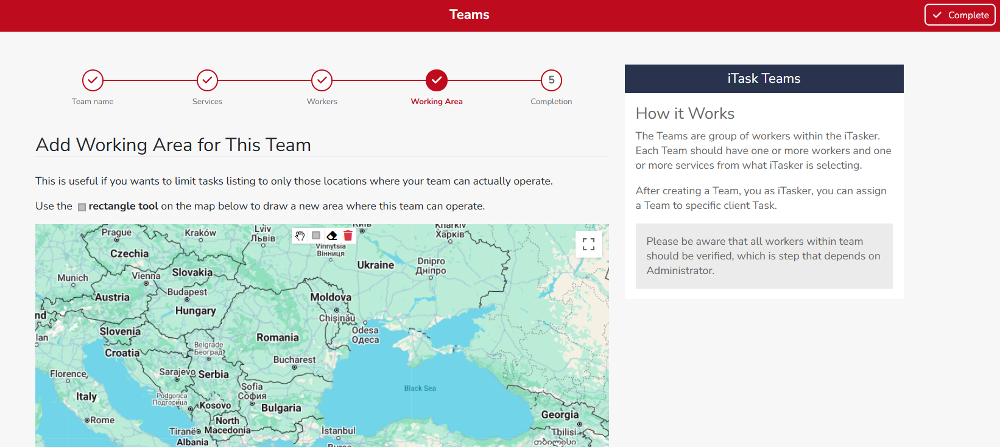 Teams
Complete
Team name
Services
Workers
Working Area
5
Completion
Add Working Area for This Team
This is useful if you wants to limit tasks listing to only those locations where your team can actually operate.
Use the rectangle tool on the map below to draw a new area where this team can operate.
Prague
Czechia
Kraków
Lviv
Львів
Київ
Kharkiv
Харків
Vinnytsia
Вінниця
Ukraine
Dnipro
Дніпро
Slovakia
Munich
Vienna
Austria
Budapest
Hungary
Moldova
Chișinău
Odesa
Одеса
nd
lan
Slovenia
Croatia
Belgrade
Београд
Romania
Bucharest
Florence
Sarajevo
Serbia
Italy
Podgorica
Подгорица
Kosovo
Sofia
София
Bulgaria
Black Sea
Georgia
Rome
North
Macedonia
Tiranë
Albania
İstanbul
Bursa
Tbilisi
თბილისი
iTask Teams
How it Works
The Teams are group of workers within the iTasker.
Each Team should have one or more workers and one
or more services from what iTasker is selecting.
After creating a Team, you as iTasker, you can assign
a Team to specific client Task.
Please be aware that all workers within team
should be verified, which is step that depends on
Administrator.